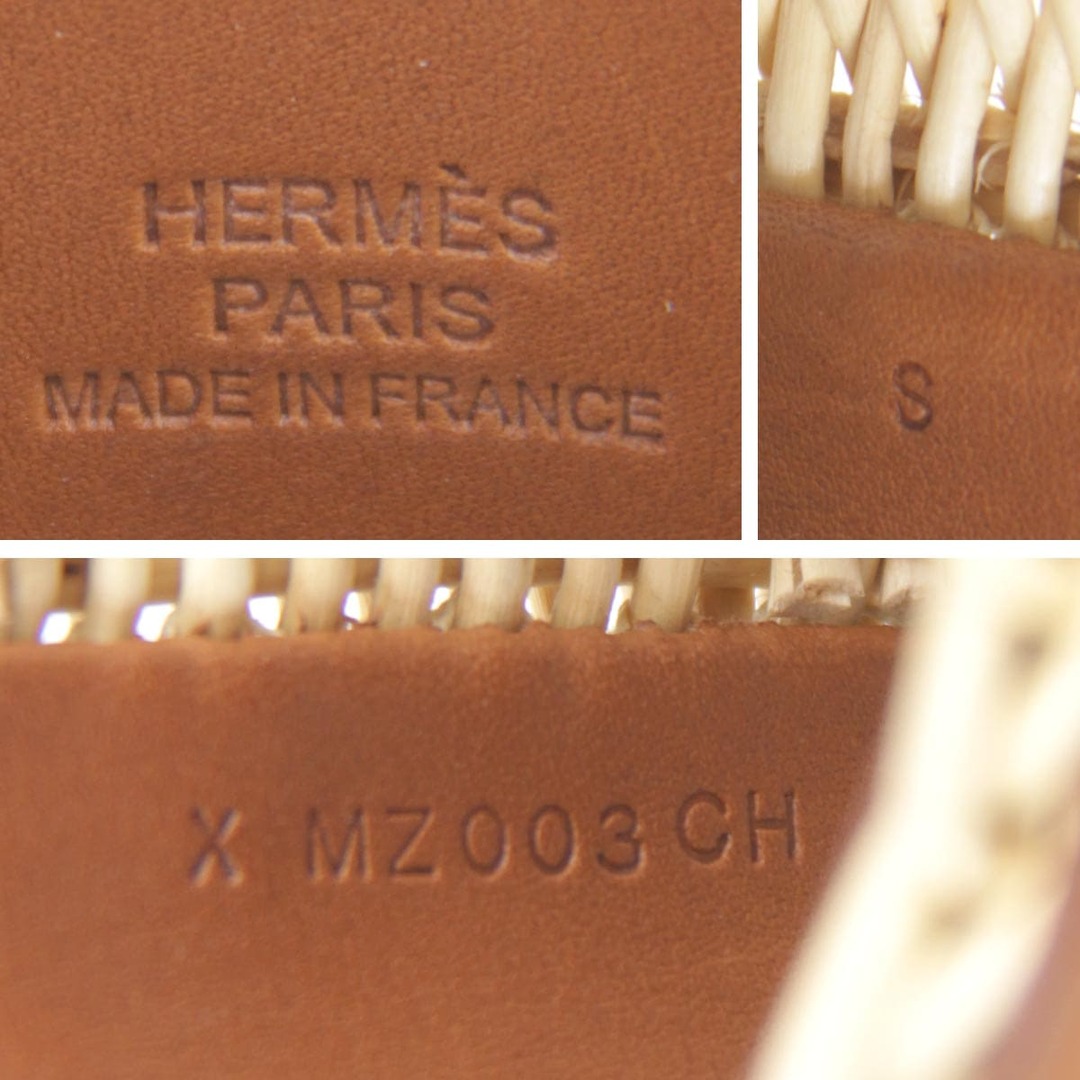 HERMÈS
PARIS
MADE IN FRANCE
S
X MZ003CH